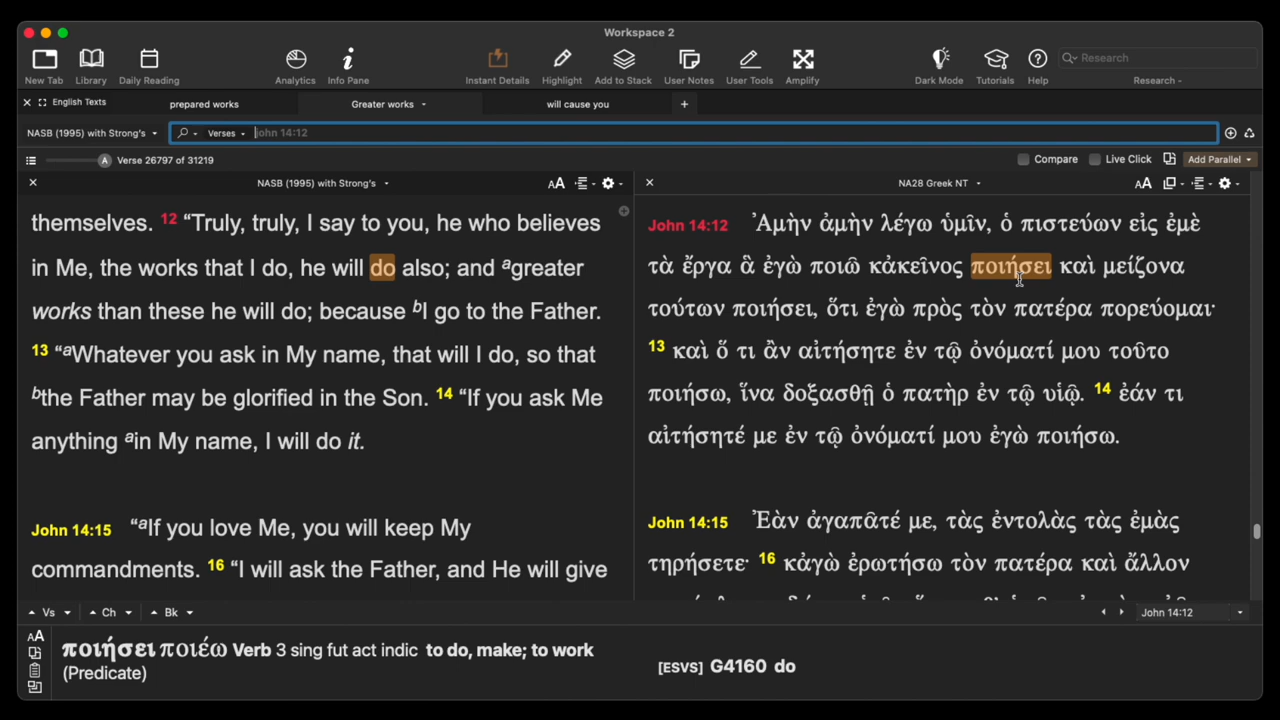 Workspace 2
New Tab
Library
Daily Reading
Analytics
Info Pane
Instant Details
Highlight
Add to Stack
User Notes
User Tools
Amplify
Dark Mode
Tutorials
Help
Research
Research
English Texts
prepared works
Greater works
will cause you
NASB (1995) with Strong's
Verses
John 14:12
A Verse 26797 of 31219
Compare
Live Click
Add Parallel
NASB (1995) with Strong's
AA
themselves. 12 “Truly, truly, I say to you, he who believes
in Me, the works that I do, he will do also; and ᵃgreater
works than these he will do; because ᵇI go to the Father.
13 “ᵃWhatever you ask in My name, that will I do, so that
ᵇthe Father may be glorified in the Son. 14 “If you ask Me
anything ᵃin My name, I will do it.
John 14:15 “ᵃIf you love Me, you will keep My
commandments. 16 “I will ask the Father, and He will give
NA28 Greek NT
AA
John 14:12 Ἀμὴν ἀμὴν λέγω ὑμῖν, ὁ πιστεύων εἰς ἐμὲ
τὰ ἔργα ἃ ἐγὼ ποιῶ κἀκεῖνος ποιήσει καὶ μείζονα
τούτων ποιήσει, ὅτι ἐγὼ πρὸς τὸν πατέρα πορεύομαι·
13 καὶ ὅ τι ἂν αἰτήσητε ἐν τῷ ὀνόματί μου τοῦτο
ποιήσω, ἵνα δοξασθῇ ὁ πατὴρ ἐν τῷ υἱῷ. 14 ἐάν τι
αἰτήσητέ με ἐν τῷ ὀνόματί μου ἐγὼ ποιήσω.
John 14:15 Ἐὰν ἀγαπᾶτέ με, τὰς ἐντολὰς τὰς ἐμὰς
τηρήσετε· 16 κἀγὼ ἐρωτήσω τὸν πατέρα καὶ ἄλλον
Vs
Ch
Bk
John 14:12
AA
ποιήσει ποιέω Verb 3 sing fut act indic to do, make; to work
(Predicate)
[ESVS] G4160 do